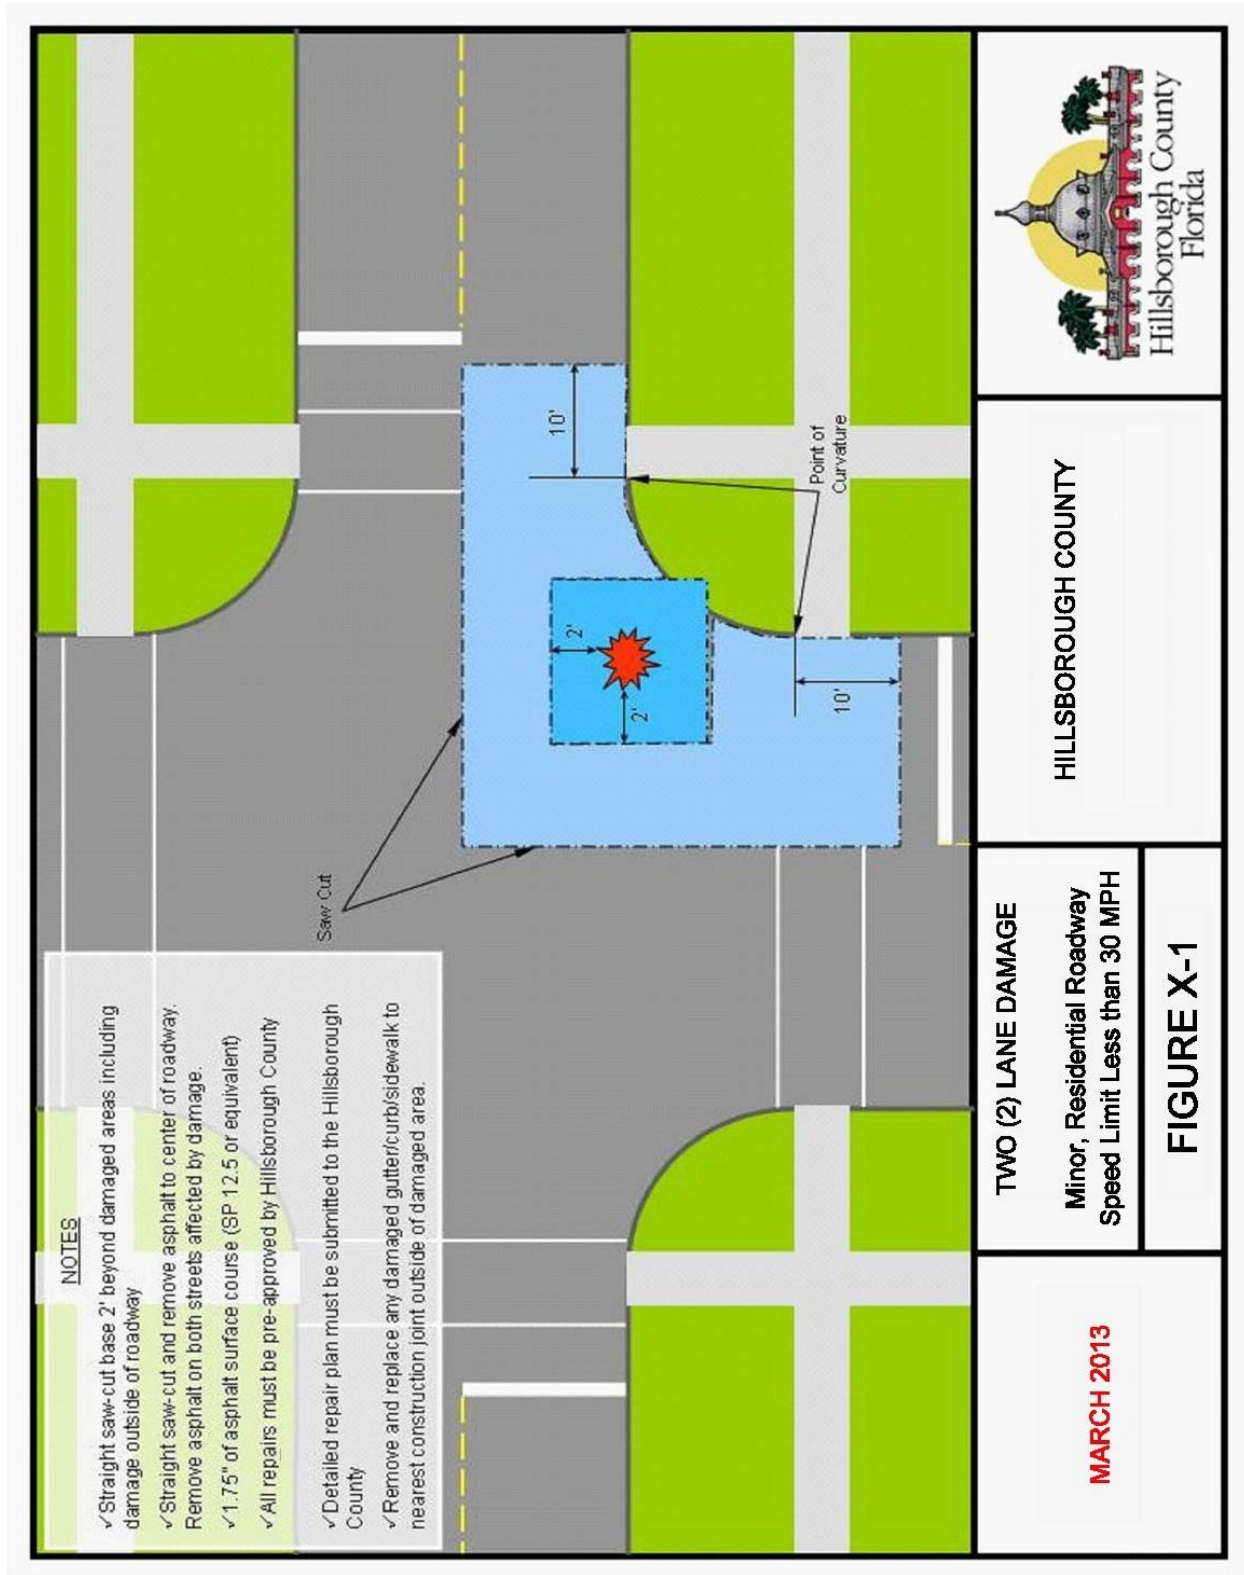 NOTES
✓Straight saw-cut base 2' beyond damaged areas including
damage outside of roadway
✓Straight saw-cut and remove asphalt to center of roadway.
Remove asphalt on both streets affected by damage.
✓1.75" of asphalt surface course (SP 12.5 or equivalent)
✓All repairs must be pre-approved by Hillsborough County
✓Detailed repair plan must be submitted to the Hillsborough
County
✓Remove and replace any damaged gutter/curb/sidewalk to
nearest construction joint outside of damaged area.
Saw Cut
2'
2'
10'
10'
Point of
Curvature
MARCH 2013
TWO (2) LANE DAMAGE
Minor, Residential Roadway
Speed Limit Less than 30 MPH
FIGURE X-1
HILLSBOROUGH COUNTY
Hillsborough County
Florida